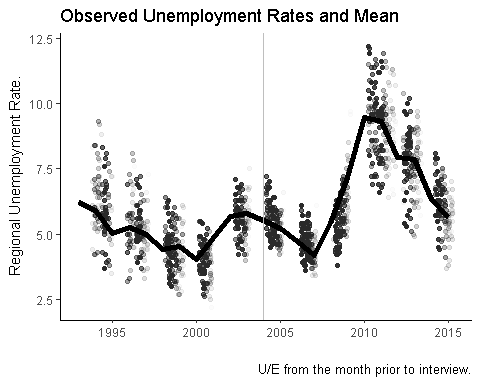 Observed Unemployment Rates and Mean
Regional Unemployment Rate.
12.5
10.0
7.5
5.0
2.5
1995 2000 2005 2010 2015
U/E from the month prior to interview.